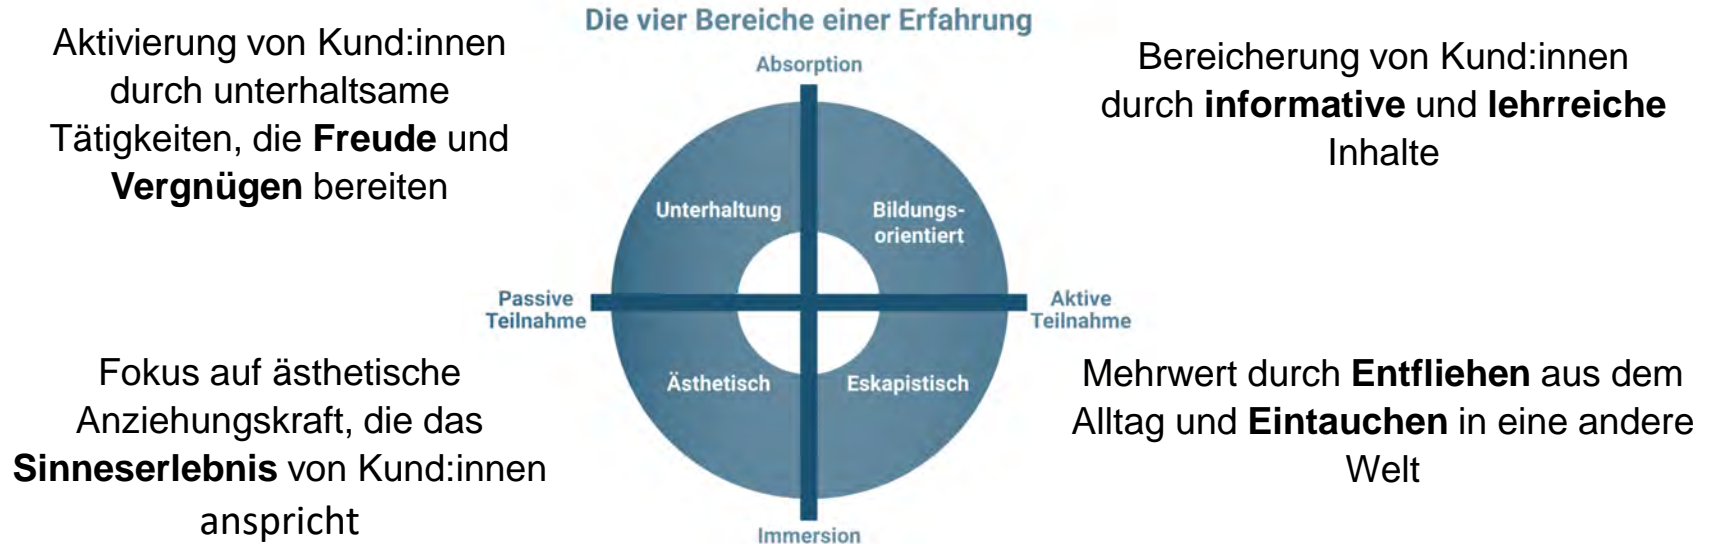 Die vier Bereiche einer Erfahrung
Aktivierung von Kund:innen
durch unterhaltsame
Tätigkeiten, die Freude und
Vergnügen bereiten
Absorption
Bereicherung von Kund:innen
durch informative und lehrreiche
Inhalte
Unterhaltung
Bildungs-
orientiert
Passive
Teilnahme
Aktive
Teilnahme
Fokus auf ästhetische
Anziehungskraft, die das
Sinneserlebnis von Kund:innen
anspricht
Ästhetisch
Eskapistisch
Mehrwert durch Entfliehen aus dem
Alltag und Eintauchen in eine andere
Welt
Immersion